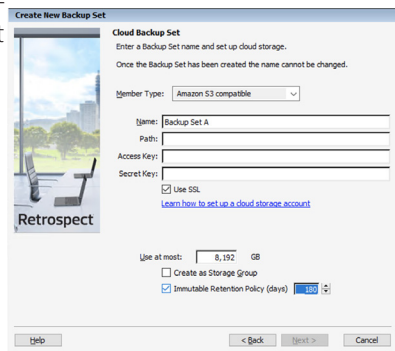 Create New Backup Set
Cloud Backup Set
Enter a Backup Set name and set up cloud storage.
Once the Backup Set has been created the name cannot be changed.
Member Type: Amazon S3 compatible
Name: Backup Set A
Path:
Access Key:
Secret Key:
Use SSL
Learn how to set up a cloud storage account
Retrospect
Use at most: 8,192 GB
Create as Storage Group
Immutable Retention Policy (days) 180
Help < Back Next > Cancel